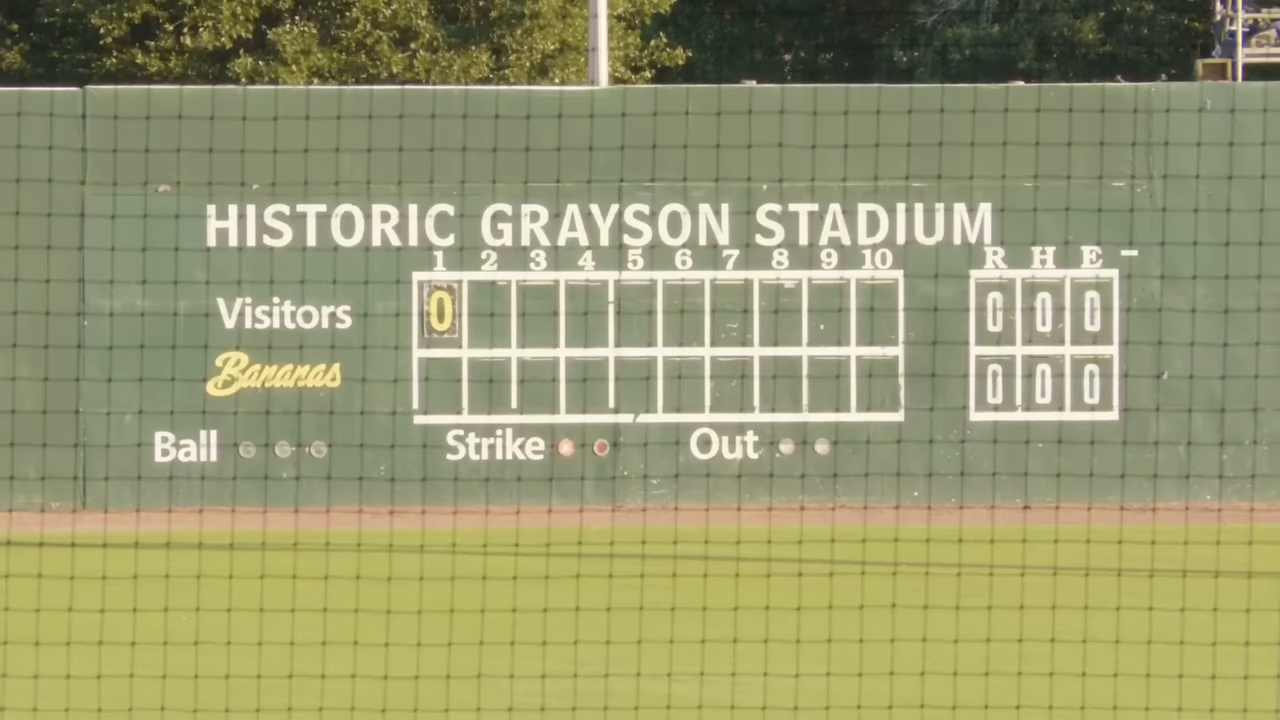 HISTORIC GRAYSON STADIUM
1 2 3 4 5 6 7 8 9 10 R H E
Visitors 0 0 0 0
Bananas 0 0 0
Ball Strike Out